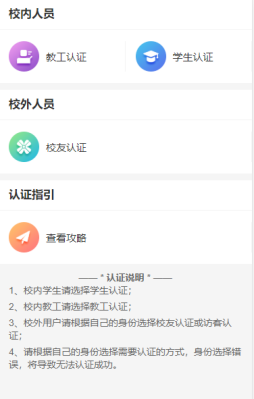 校内人员
教工认证 学生认证
校外人员
校友认证
认证指引
查看攻略
—— * 认证说明 * ——
1、校内学生请选择学生认证；
2、校内教工请选择教工认证；
3、校外用户请根据自己的身份选择校友认证或访客认
证；
4、请根据自己的身份选择需要认证的方式，身份选择错
误，将导致无法认证成功。